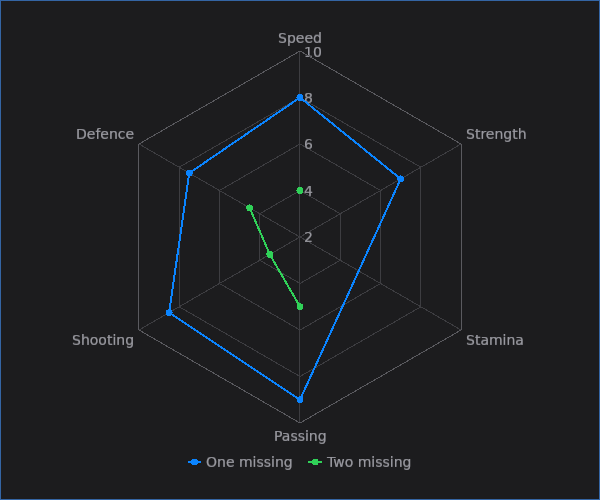 Speed
10
8
Defence
Strength
6
4
2
Shooting
Stamina
Passing
One missing
Two missing